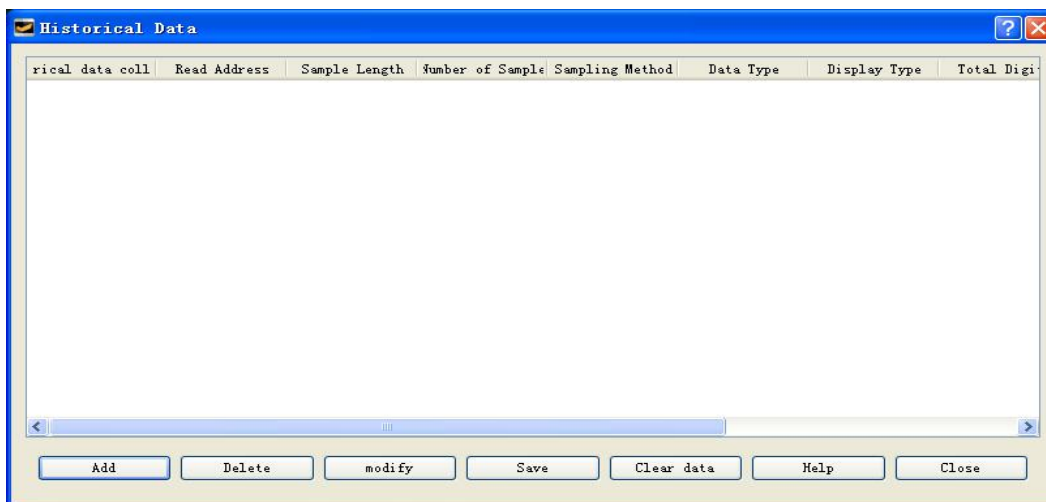 Historical Data
rical data coll Read Address Sample Length Number of Sample Sampling Method Data Type Display Type Total Digi
Add Delete modify Save Clear data Help Close